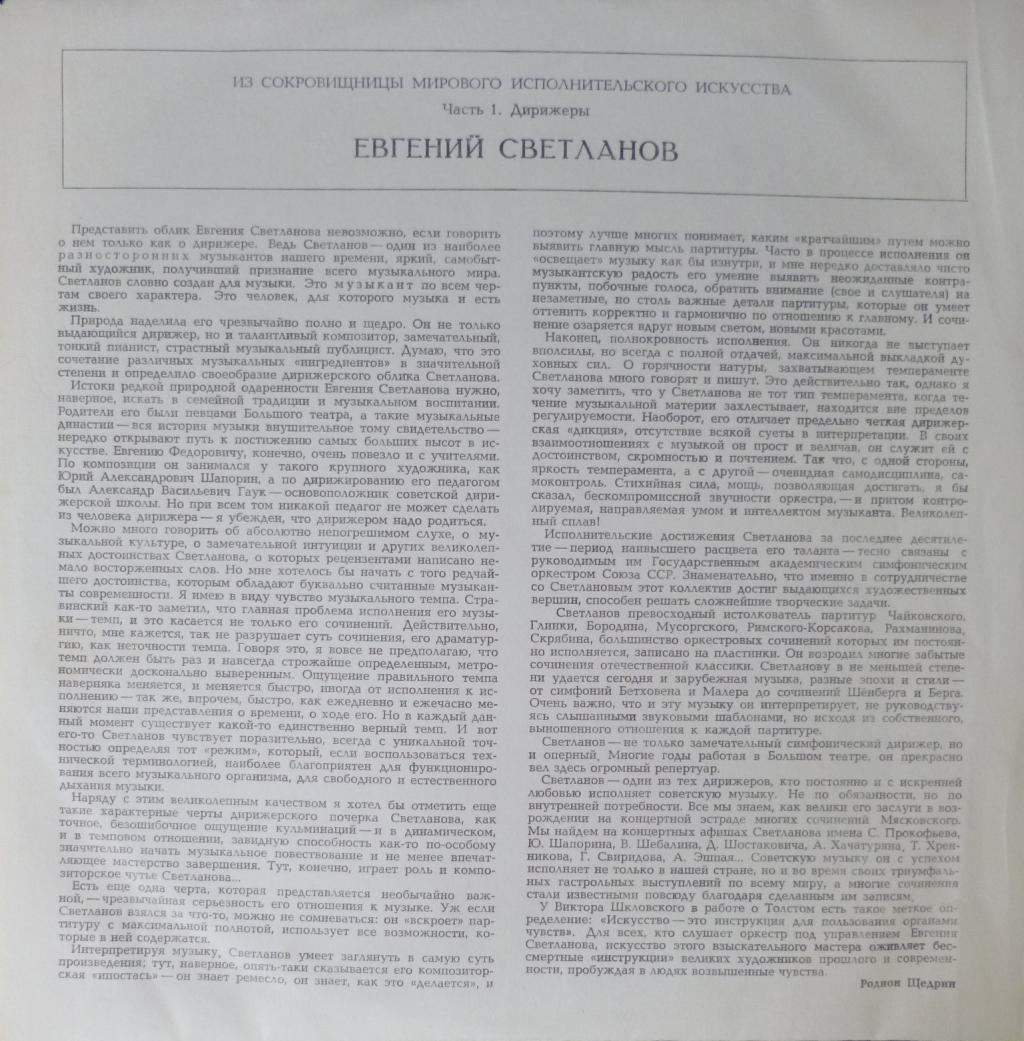 ИЗ СОКРОВИЩНИЦЫ МИРОВОГО ИСПОЛНИТЕЛЬСКОГО ИСКУССТВА
Часть 1. Дирижеры
ЕВГЕНИЙ СВЕТЛАНОВ
Представить облик Евгения Светланова невозможно, если говорить
о нем только как о дирижере. Ведь Светланов — один из наиболее
разносторонних музыкантов нашего времени, яркий, самобыт-
ный художник, получивший признание всего музыкального мира.
Светланов словно создан для музыки. Это музыкант по всем чер-
там своего характера. Это человек, для которого музыка и есть
жизнь.
Природа наделила его чрезвычайно полно и щедро. Он не только
выдающийся дирижер, но и талантливый композитор, замечательный,
тонкий пианист, страстный музыкальный публицист. Думаю, что это
сочетание различных музыкальных «ингредиентов» в значительной
степени и определило своеобразие дирижерского облика Светланова.
Истоки редкой природной одаренности Евгения Светланова нужно,
наверное, искать в семейной традиции и музыкальном воспитании.
Родители его были певцами Большого театра, а такие музыкальные
династии — вся история музыки внушительное тому свидетельство —
нередко открывают путь к постижению самых больших высот в ис-
кусстве. Евгению Федоровичу, конечно, очень повезло и с учителями.
По композиции он занимался у такого крупного художника, как
Юрий Александрович Шапорин, а по дирижированию его педагогом
был Александр Васильевич Гаук — основоположник советской дири-
жерской школы. Но при всем том никакой педагог не может сделать
из человека дирижера — я убежден, что дирижером надо родиться.
Можно много говорить об абсолютно непогрешимом слухе, о му-
зыкальной культуре, о замечательной интуиции и других великолеп-
ных достоинствах Светланова, о которых рецензентами написано не-
мало восторженных слов. Но мне хотелось бы начать с того редчай-
шего достоинства, которым обладают буквально считанные музыкан-
ты современности. Я имею в виду чувство музыкального темпа. Стра-
винский как-то заметил, что главная проблема исполнения его музы-
ки — темп, и это касается не только его сочинений. Действительно,
ничто, мне кажется, так не разрушает суть сочинения, его драматур-
гию, как неточности темпа. Говоря это, я вовсе не предполагаю, что
темп должен быть раз и навсегда строжайше определенным, метро-
номически досконально выверенным. Ощущение правильного темпа
наверняка меняется, и меняется быстро, иногда от исполнения к ис-
полнению — так же, впрочем, быстро, как ежедневно и ежечасно ме-
няются наши представления о времени, о ходе его. Но в каждый дан-
ный момент существует какой-то единственно верный темп. И вот
его-то Светланов чувствует поразительно, всегда с уникальной точ-
ностью определяя тот «режим», который, если воспользоваться тех-
нической терминологией, наиболее благоприятен для функциониро-
вания всего музыкального организма, для свободного и естественного
дыхания музыки.
Наряду с этим великолепным качеством я хотел бы отметить еще
такие характерные черты дирижерского почерка Светланова, как
точное, безошибочное ощущение кульминаций — и в динамическом,
и в темповом отношении, завидную способность как-то по-особому
значительно начать музыкальное повествование и не менее впечат-
ляющее мастерство завершения. Тут, конечно, играет роль и компо-
зиторское чутье Светланова...
Есть еще одна черта, которая представляется необычайно важ-
ной, — чрезвычайная серьезность его отношения к музыке. Уж если
Светланов взялся за что-то, можно не сомневаться: он «вскроет» пар-
титуру с максимальной полнотой, использует все возможности, ко-
торые в ней содержатся.
Интерпретируя музыку, Светланов умеет заглянуть в самую суть
произведения; тут, наверное, опять-таки сказывается его композитор-
ская «ипостась» — он знает ремесло, он знает, как это «делается», и
поэтому лучше многих понимает, каким «кратчайшим» путем можно
выявить главную мысль партитуры. Часто в процессе исполнения он
«освещает» музыку как бы изнутри, и мне нередко доставляло чисто
музыкантскую радость его умение выявить неожиданные контра-
пункты, побочные голоса, обратить внимание (свое и слушателя) на
незаметные, но столь важные детали партитуры, которые он умеет
оттенить корректно и гармонично по отношению к главному. И сочи-
нение озаряется вдруг новым светом, новыми красотами.
Наконец, полнокровность исполнения. Он никогда не выступает
вполсилы, но всегда с полной отдачей, максимальной выкладкой ду-
ховных сил. О горячности натуры, захватывающем темпераменте
Светланова много говорят и пишут. Это действительно так, однако я
хочу заметить, что у Светланова не тот тип темперамента, когда те-
чение музыкальной материи захлестывает, находится вне пределов
регулируемости. Наоборот, его отличает предельно четкая дирижер-
ская «дикция», отсутствие всякой суеты в интерпретации. В своих
взаимоотношениях с музыкой он прост и величав, он служит ей с
достоинством, скромностью и почтением. Так что, с одной стороны,
яркость темперамента, а с другой — очевидная самодисциплина, са-
моконтроль. Стихийная сила, мощь, позволяющая достигать, я бы
сказал, бескомпромиссной звучности оркестра, — и притом контро-
лируемая, направляемая умом и интеллектом музыканта. Великолеп-
ный сплав!
Исполнительские достижения Светланова за последнее десятиле-
тие — период наивысшего расцвета его таланта — тесно связаны с
руководимым им Государственным академическим симфоническим
оркестром Союза ССР. Знаменательно, что именно в сотрудничестве
со Светлановым этот коллектив достиг выдающихся художественных
вершин, способен решать сложнейшие творческие задачи.
Светланов превосходный истолкователь партитур Чайковского,
Глинки, Бородина, Мусоргского, Римского-Корсакова, Рахманинова,
Скрябина, большинство оркестровых сочинений которых им постоян-
но исполняется, записано на пластинки. Он возродил многие забытые
сочинения отечественной классики. Светланову в не меньшей степе-
ни удается сегодня и зарубежная музыка, разные эпохи и стили —
от симфоний Бетховена и Малера до сочинений Шёнберга и Берга.
Очень важно, что и эту музыку он интерпретирует, не руководству-
ясь слышанными звуковыми шаблонами, но исходя из собственного,
выношенного отношения к каждой партитуре.
Светланов — не только замечательный симфонический дирижер, но
и оперный. Многие годы работая в Большом театре, он прекрасно
вел здесь огромный репертуар.
Светланов — один из тех дирижеров, кто постоянно и с искренней
любовью исполняет советскую музыку. Не по обязанности, но по
внутренней потребности. Все мы знаем, как велики его заслуги в воз-
рождении на концертной эстраде многих сочинений Мясковского.
Мы найдем на концертных афишах Светланова имена С. Прокофьева,
Ю. Шапорина, В. Шебалина, Д. Шостаковича, А. Хачатуряна, Т. Хрен-
никова, Г. Свиридова, А. Эшпая... Советскую музыку он с успехом
исполняет не только в нашей стране, но и во время своих триумфаль-
ных гастрольных выступлений по всему миру, а многие сочинения
стали известными повсюду благодаря сделанным им записям.
У Виктора Шкловского в работе о Толстом есть такое меткое оп-
ределение: «Искусство — это инструкция для пользования органами
чувств». Для всех, кто слушает оркестр под управлением Евгения
Светланова, искусство этого взыскательного мастера оживляет бес-
смертные «инструкции» великих художников прошлого и современ-
ности, пробуждая в людях возвышенные чувства.
Родион Щедрин